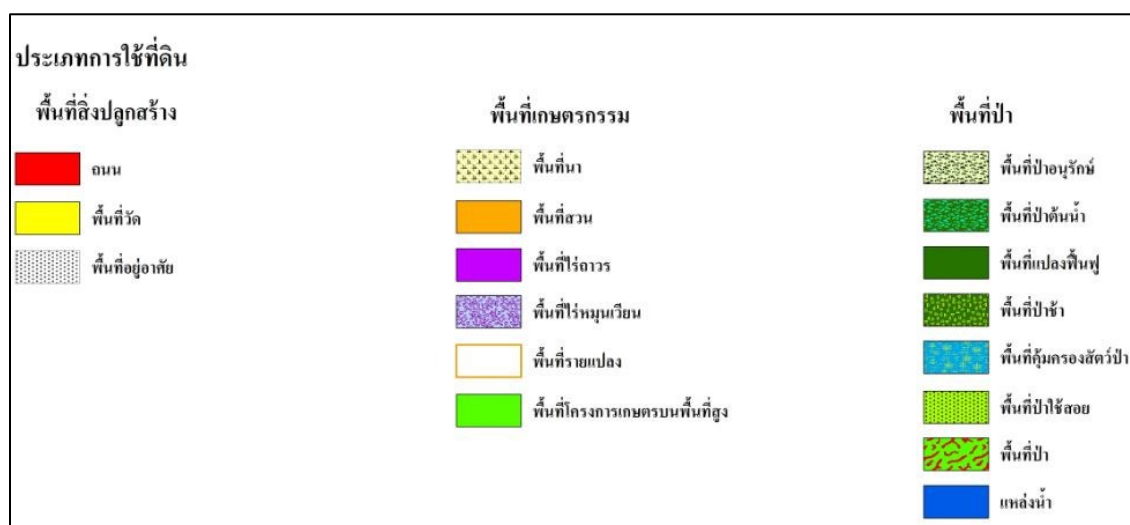 ประเภทการใช้ที่ดิน
พื้นที่สิ่งปลูกสร้าง
ถนน
พื้นที่วัด
พื้นที่อยู่อาศัย
พื้นที่เกษตรกรรม
พื้นที่นา
พื้นที่สวน
พื้นที่ไร่ถาวร
พื้นที่ไร่หมุนเวียน
พื้นที่รายแปลง
พื้นที่โครงการเกษตรบนพื้นที่สูง
พื้นที่ป่า
พื้นที่ป่าอนุรักษ์
พื้นที่ป่าต้นน้ำ
พื้นที่แปลงฟื้นฟู
พื้นที่ป่าช้า
พื้นที่คุ้มครองสัตว์ป่า
พื้นที่ป่าใช้สอย
พื้นที่ป่า
แหล่งน้ำ